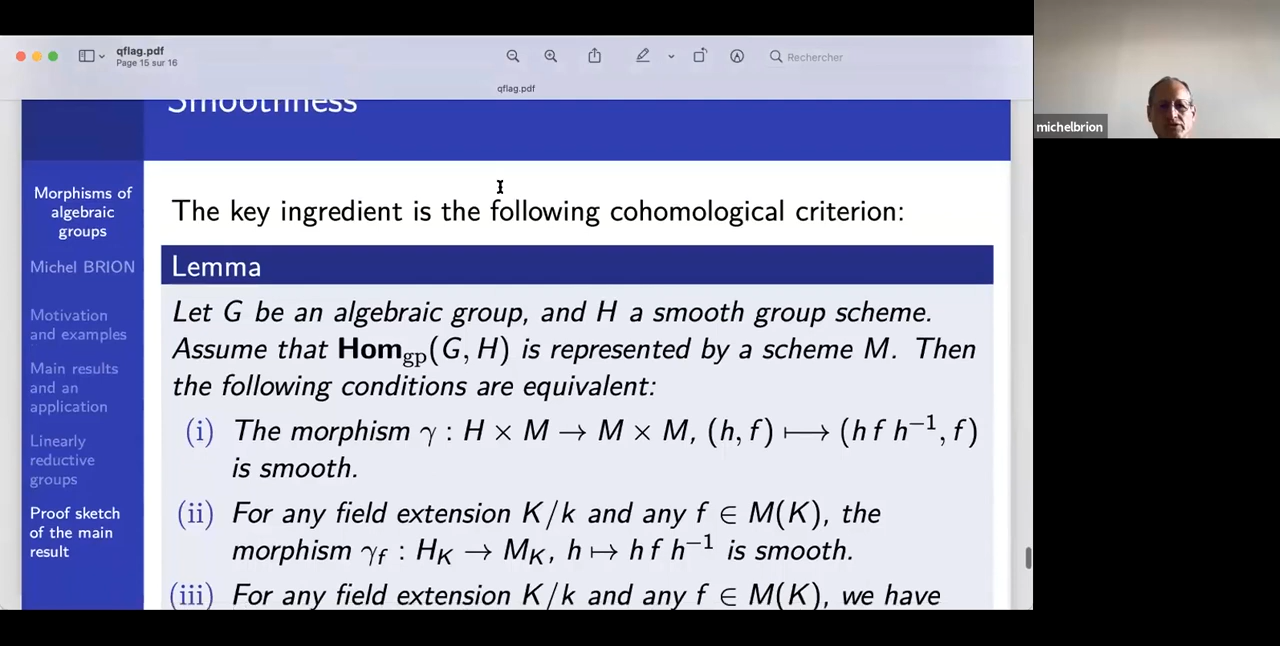 qflag.pdf
Page 15 sur 16
Rechercher
qflag.pdf
Smoothness
michelbrion
Morphisms of
algebraic
groups
Michel BRION
Motivation
and examples
Main results
and an
application
Linearly
reductive
groups
Proof sketch
of the main
result
The key ingredient is the following cohomological criterion:
Lemma
Let G be an algebraic group, and H a smooth group scheme.
Assume that Hom_gp(G, H) is represented by a scheme M. Then
the following conditions are equivalent:
(i) The morphism γ : H × M → M × M, (h, f) ⟼ (h f h⁻¹, f)
is smooth.
(ii) For any field extension K/k and any f ∈ M(K), the
morphism γ_f : H_K → M_K, h ↦ h f h⁻¹ is smooth.
(iii) For any field extension K/k and any f ∈ M(K), we have